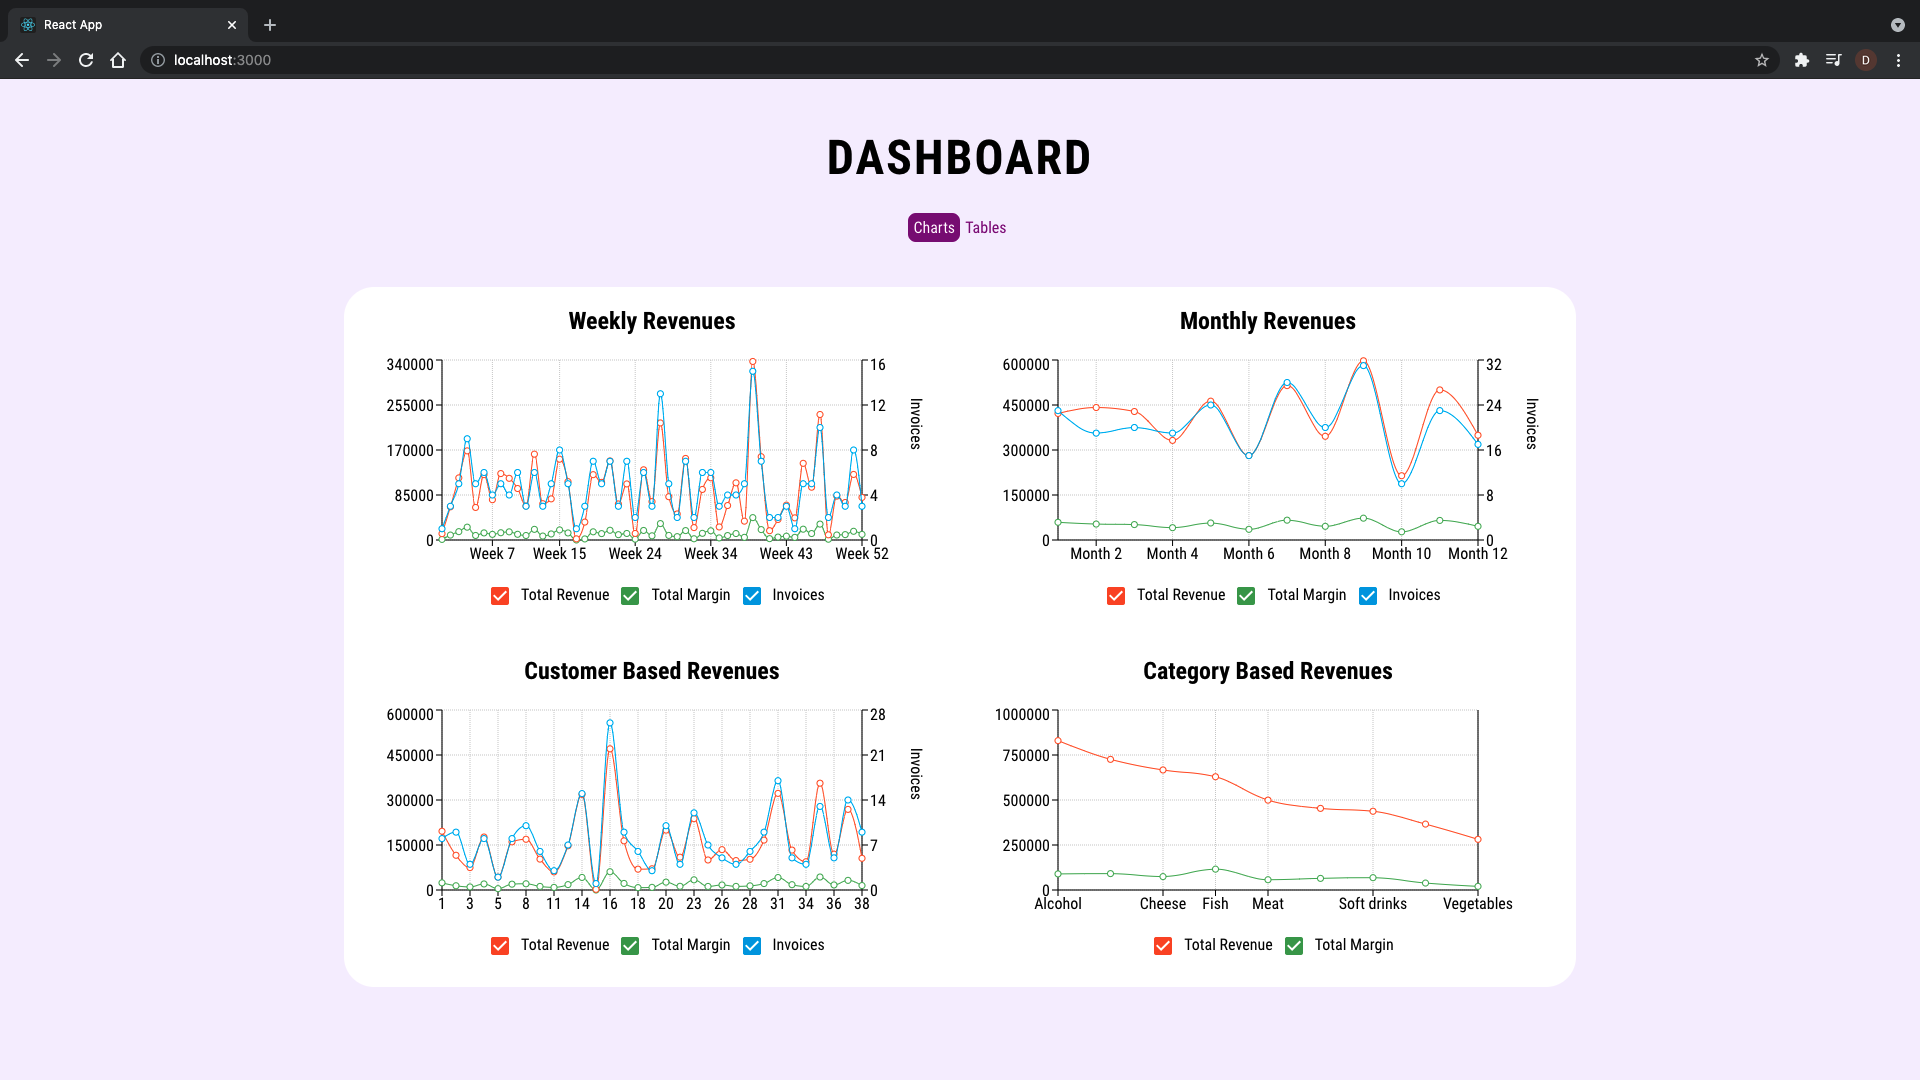 React App
localhost:3000
D
DASHBOARD
Charts Tables
Weekly Revenues
340000
255000
170000
85000
0
16
12
8
4
0
Invoices
Week 7 Week 15 Week 24 Week 34 Week 43 Week 52
Total Revenue Total Margin Invoices
Monthly Revenues
600000
450000
300000
150000
0
32
24
16
8
0
Invoices
Month 2 Month 4 Month 6 Month 8 Month 10 Month 12
Total Revenue Total Margin Invoices
Customer Based Revenues
600000
450000
300000
150000
0
28
21
14
7
0
Invoices
1 3 5 8 11 14 16 18 20 23 26 28 31 34 36 38
Total Revenue Total Margin Invoices
Category Based Revenues
1000000
750000
500000
250000
0
Alcohol Cheese Fish Meat Soft drinks Vegetables
Total Revenue Total Margin